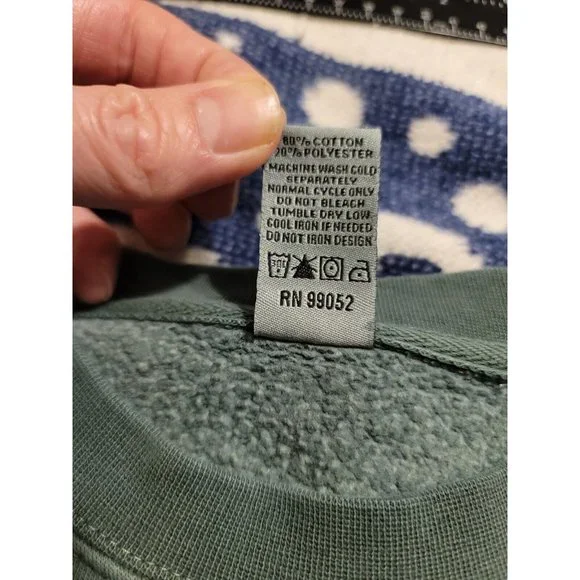 80% COTTON
20% POLYESTER
MACHINE WASH COLD
SEPARATELY
NORMAL CYCLE ONLY
DO NOT BLEACH
TUMBLE DRY LOW
COOL IRON IF NEEDED
DO NOT IRON DESIGN
RN 99052